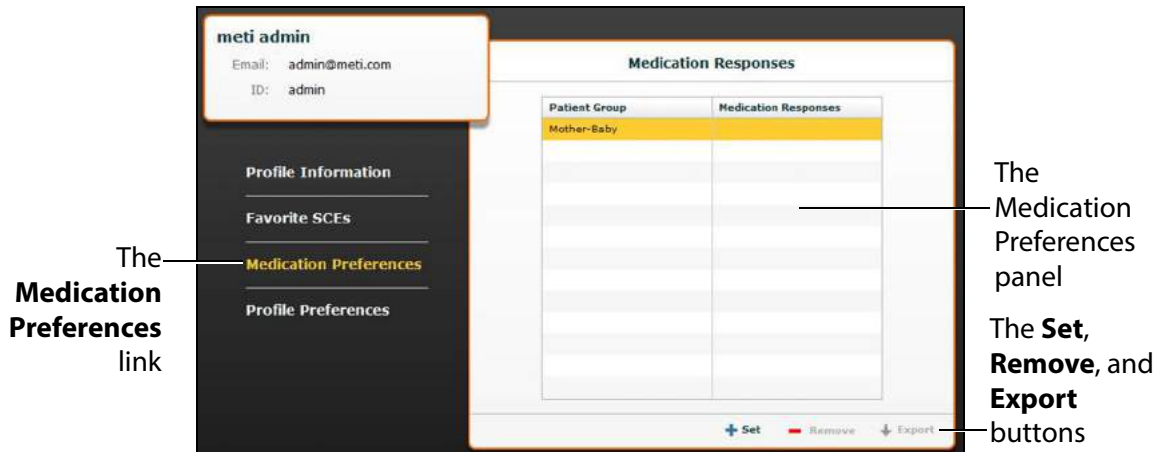 meti admin
Email: admin@meti.com
ID: admin
Medication Responses
Patient Group Medication Responses
Mother-Baby
Profile Information
Favorite SCEs
Medication Preferences
Profile Preferences
Set Remove Export
The
Medication
Preferences
link
The
Medication
Preferences
panel
The Set,
Remove, and
Export
buttons